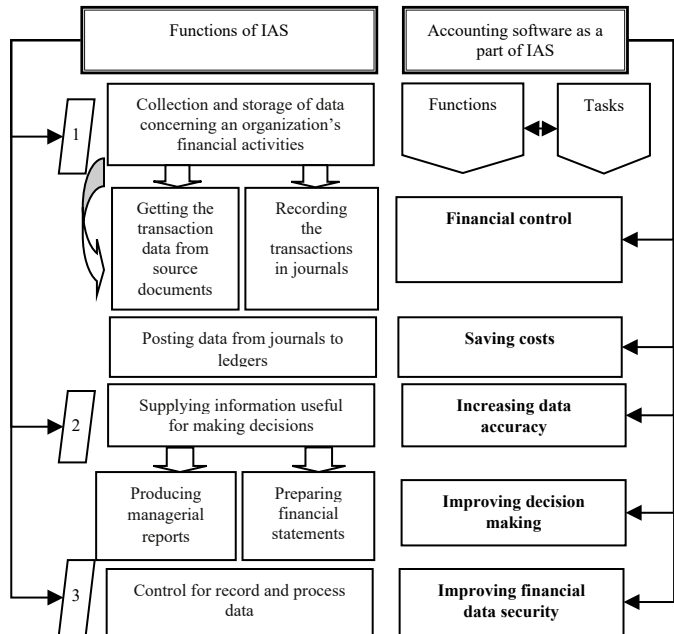 Functions of IAS
Accounting software as a
part of IAS
1
Collection and storage of data
concerning an organization's
financial activities
Functions
Tasks
Getting the
transaction
data from
source
documents
Recording
the
transactions
in journals
Financial control
Posting data from journals to
ledgers
Saving costs
2
Supplying information useful
for making decisions
Increasing data
accuracy
Producing
managerial
reports
Preparing
financial
statements
Improving decision
making
3
Control for record and process
data
Improving financial
data security